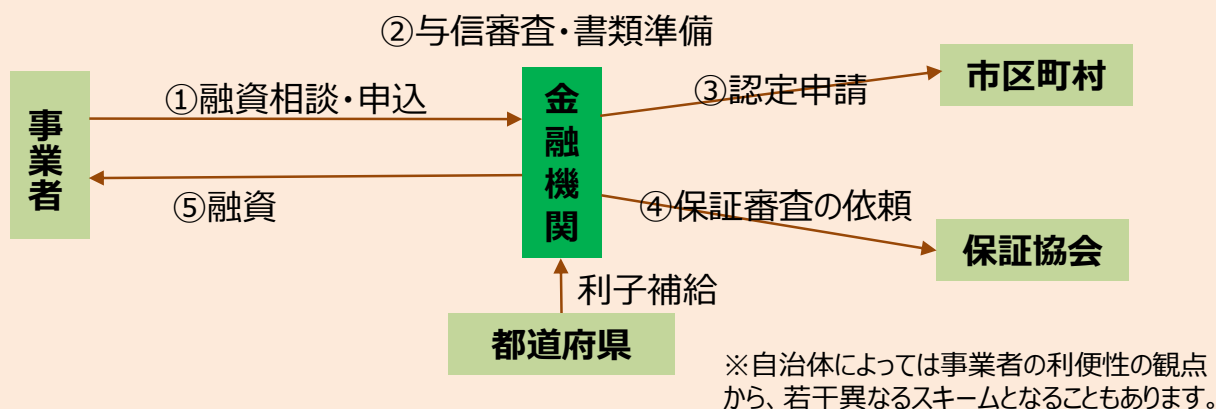 ②与信審査・書類準備
事業者
①融資相談・申込
金融機関
③認定申請
市区町村
⑤融資
④保証審査の依頼
保証協会
利子補給
都道府県
※自治体によっては事業者の利便性の観点
から、若干異なるスキームとなることもあります。